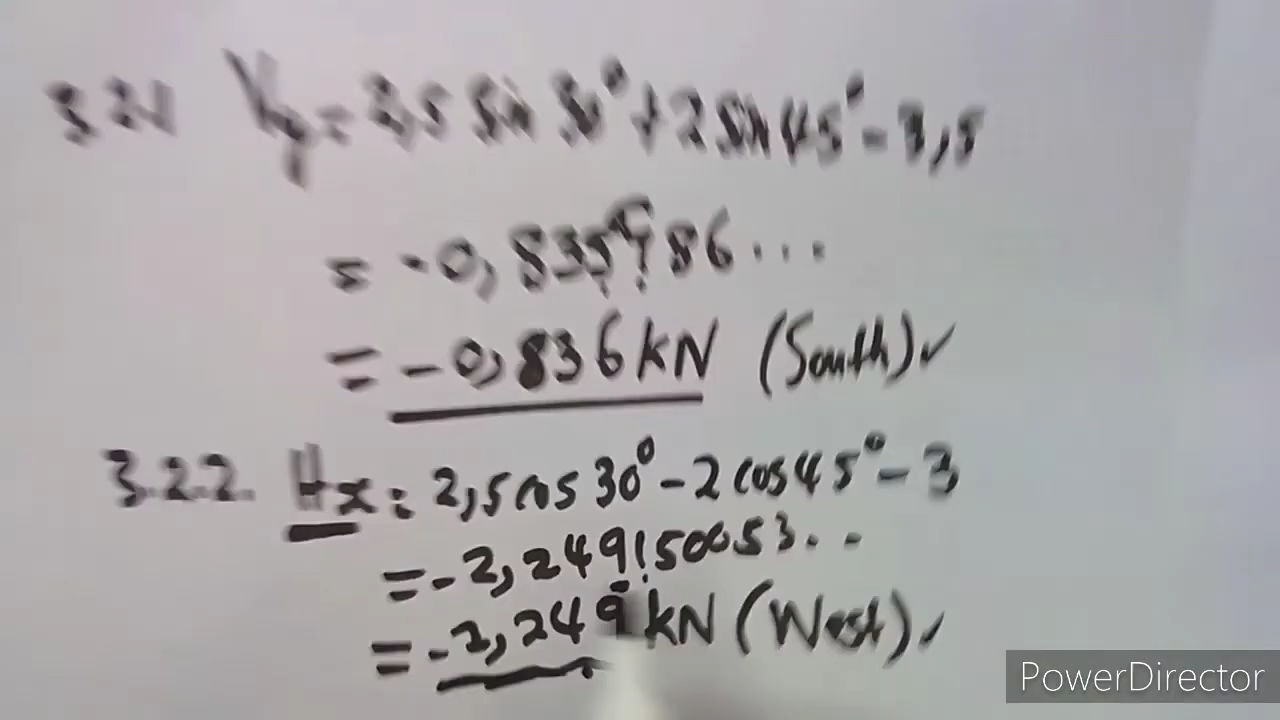 3.2.1 Vy = 2,5 Sin 30° + 2 Sin 45° - 3,5
= -0,835786...
= -0,836 kN (South) ✓
3.2.2. Hx = 2,5 cos 30° - 2 cos 45° - 3
= -2,249150053..
= -2,249 kN (West) ✓
PowerDirector